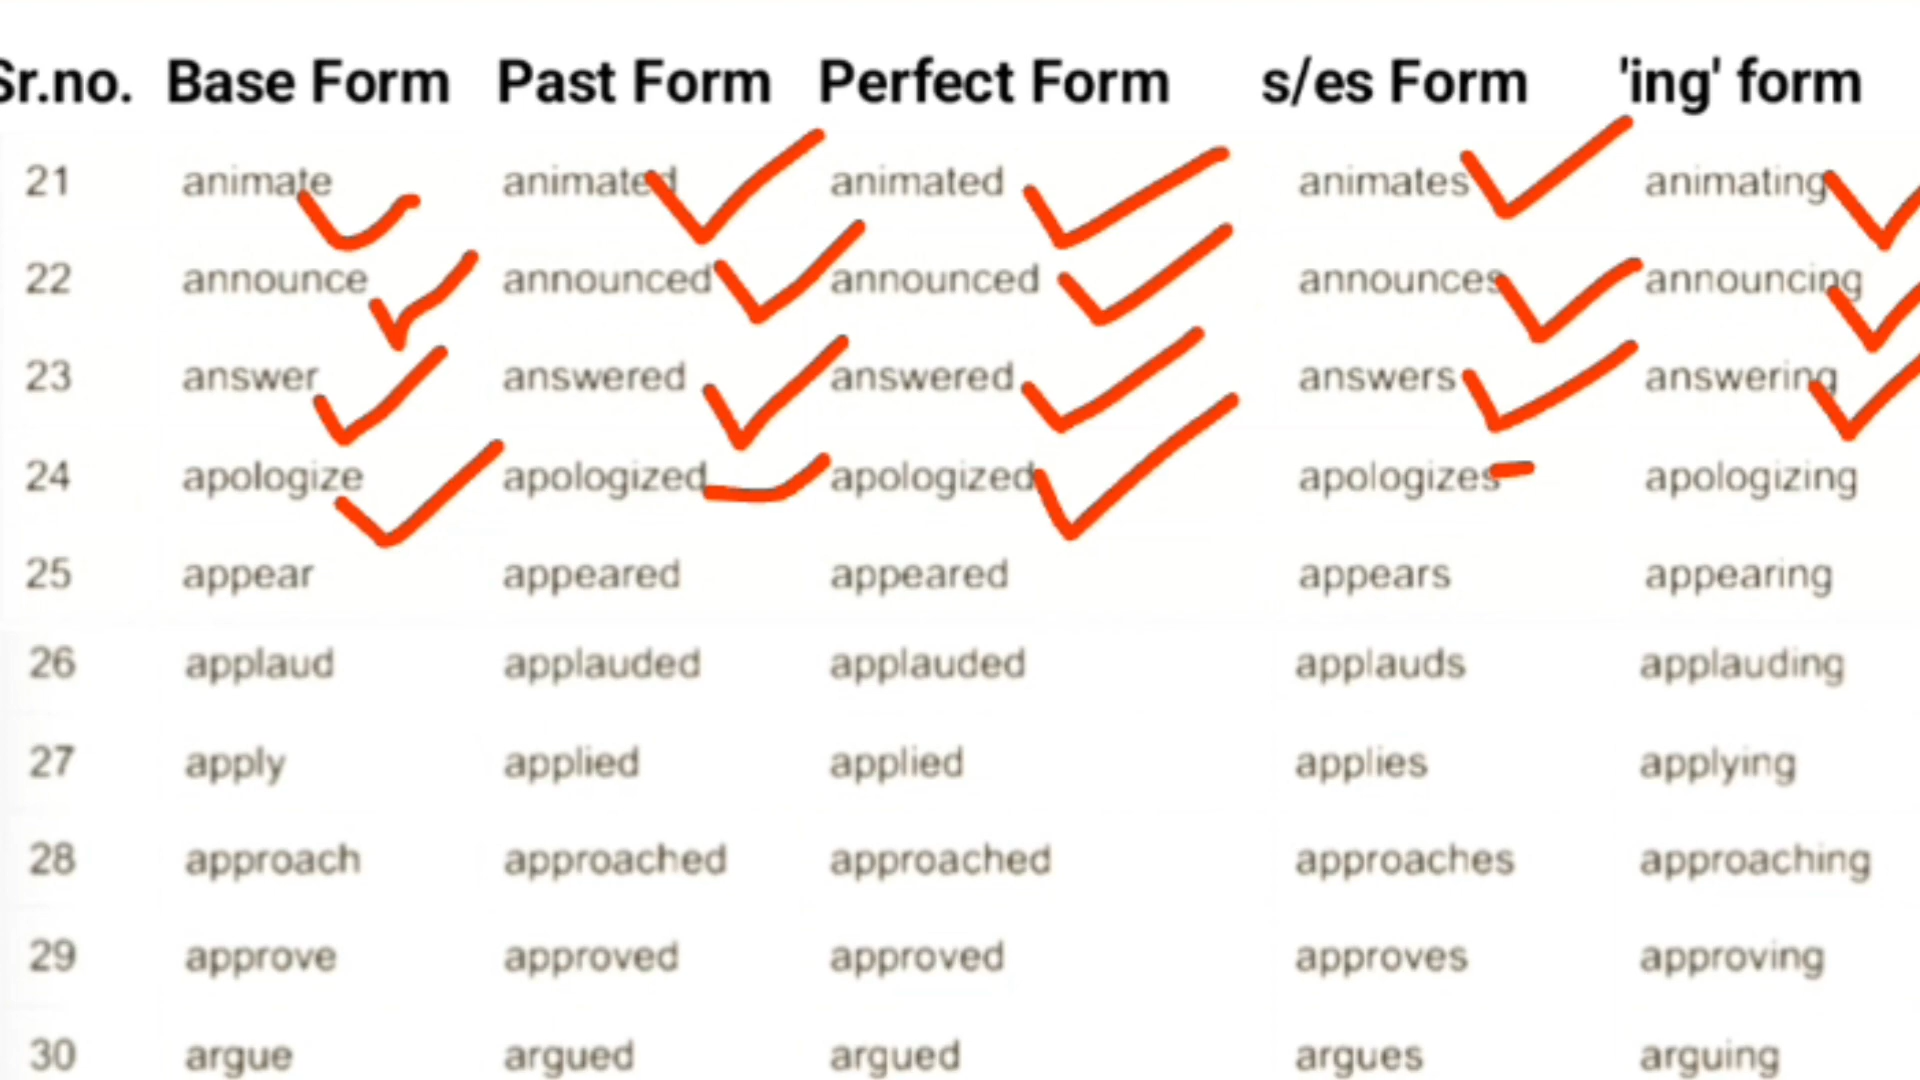 Sr.no. Base Form Past Form Perfect Form s/es Form 'ing' form
21 animate animated animated animates animating
22 announce announced announced announces announcing
23 answer answered answered answers answering
24 apologize apologized apologized apologizes apologizing
25 appear appeared appeared appears appearing
26 applaud applauded applauded applauds applauding
27 apply applied applied applies applying
28 approach approached approached approaches approaching
29 approve approved approved approves approving
30 argue argued argued argues arguing